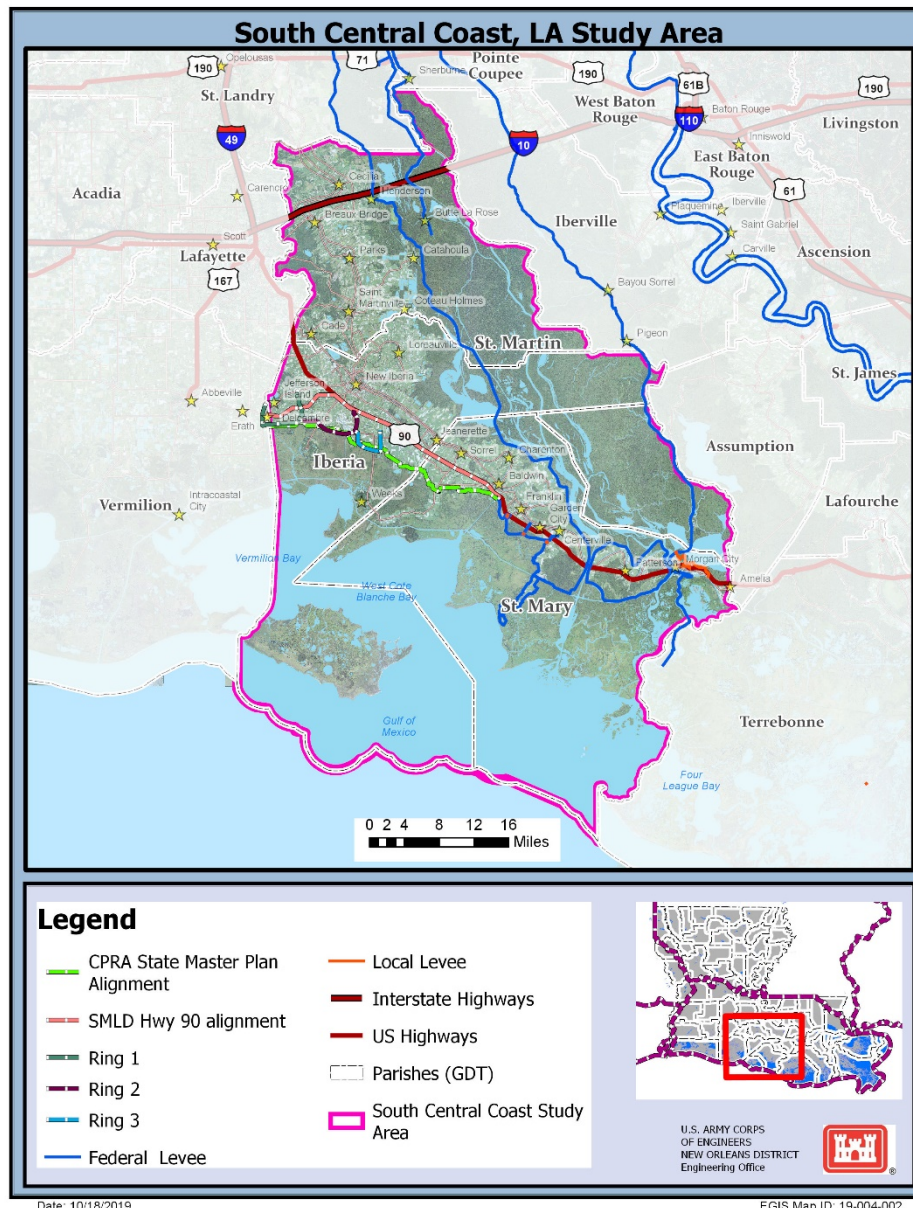 South Central Coast, LA Study Area
Opelousas
190
St. Landry
71
Sherburne
Pointe
Coupee
190
West Baton
Rouge
61B
190
Baton Rouge
110
Livingston
Inniswold
49
10
East Baton
Rouge
61
Acadia
Carencro
Cecilia
Henderson
Iberville
Plaquemine
Iberville
Breaux Bridge
Butte La Rose
Saint Gabriel
Scott
Lafayette
Parks
Catahoula
Carville
Ascension
167
Saint
Martinville
Coteau Holmes
Bayou Sorrel
Cade
St. Martin
Pigeon
Loreauville
St. James
New Iberia
Abbeville
Jefferson
Island
Erath
Delcambre
90
Jeanerette
Assumption
Iberia
Sorrel
Charenton
Baldwin
Lafourche
Vermilion
Intracoastal
City
Weeks
Franklin
Garden
City
Centerville
Vermilion Bay
Patterson
Morgan City
Amelia
West Cote
Blanche Bay
St. Mary
Gulf of
Mexico
Terrebonne
Four
League Bay
0 2 4 8 12 16
Miles
Legend
CPRA State Master Plan
Alignment
SMLD Hwy 90 alignment
Ring 1
Ring 2
Ring 3
Federal Levee
Local Levee
Interstate Highways
US Highways
Parishes (GDT)
South Central Coast Study
Area
U.S. ARMY CORPS
OF ENGINEERS
NEW ORLEANS DISTRICT
Engineering Office
®
Date: 10/18/2019
EGIS Map ID: 19-004-002